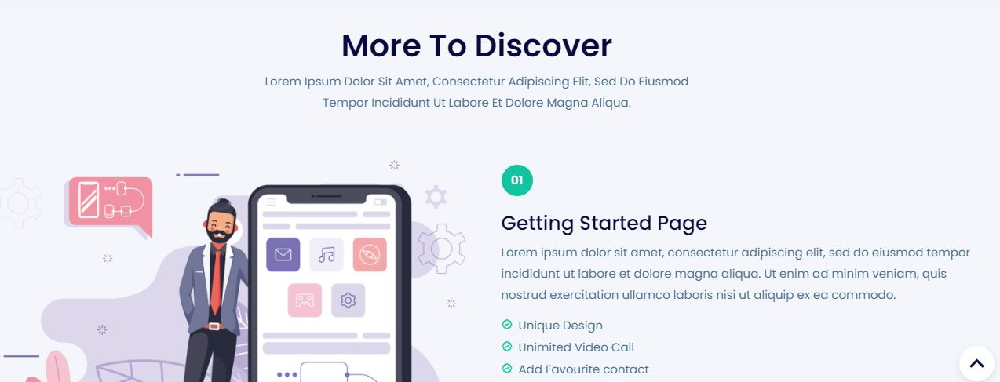 More To Discover
Lorem Ipsum Dolor Sit Amet, Consectetur Adipiscing Elit, Sed Do Eiusmod
Tempor Incididunt Ut Labore Et Dolore Magna Aliqua.
01
Getting Started Page
Lorem ipsum dolor sit amet, consectetur adipiscing elit, sed do eiusmod tempor
incididunt ut labore et dolore magna aliqua. Ut enim ad minim veniam, quis
nostrud exercitation ullamco laboris nisi ut aliquip ex ea commodo.
Unique Design
Unimited Video Call
Add Favourite contact